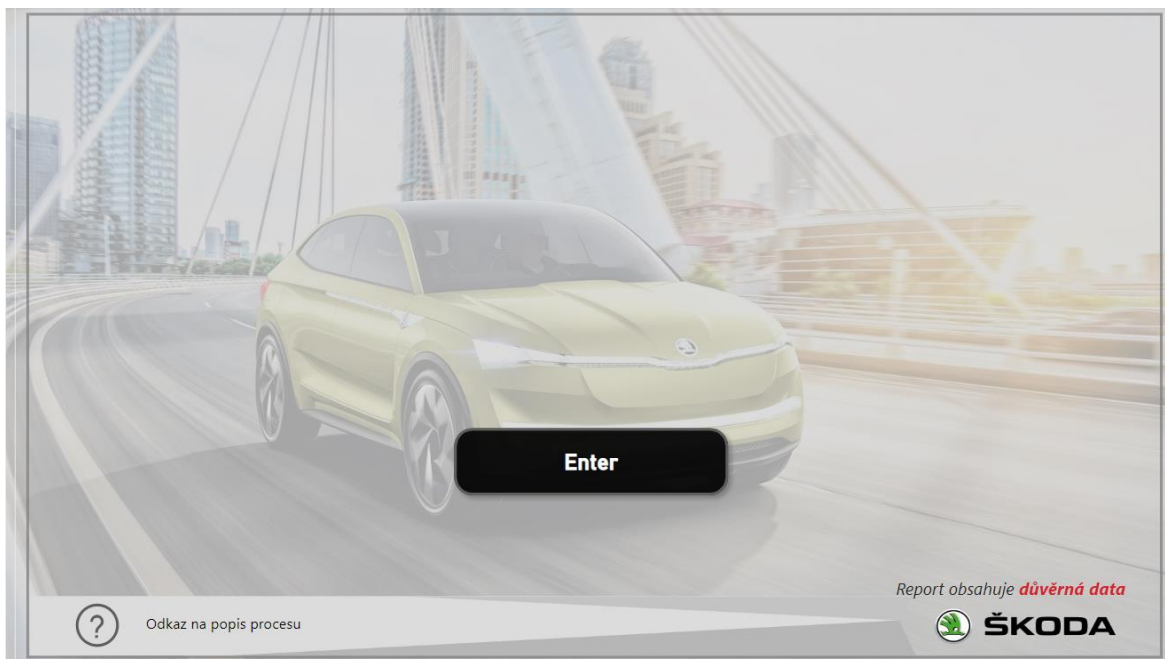 Enter
Report obsahuje důvěrná data
? Odkaz na popis procesu
ŠKODA